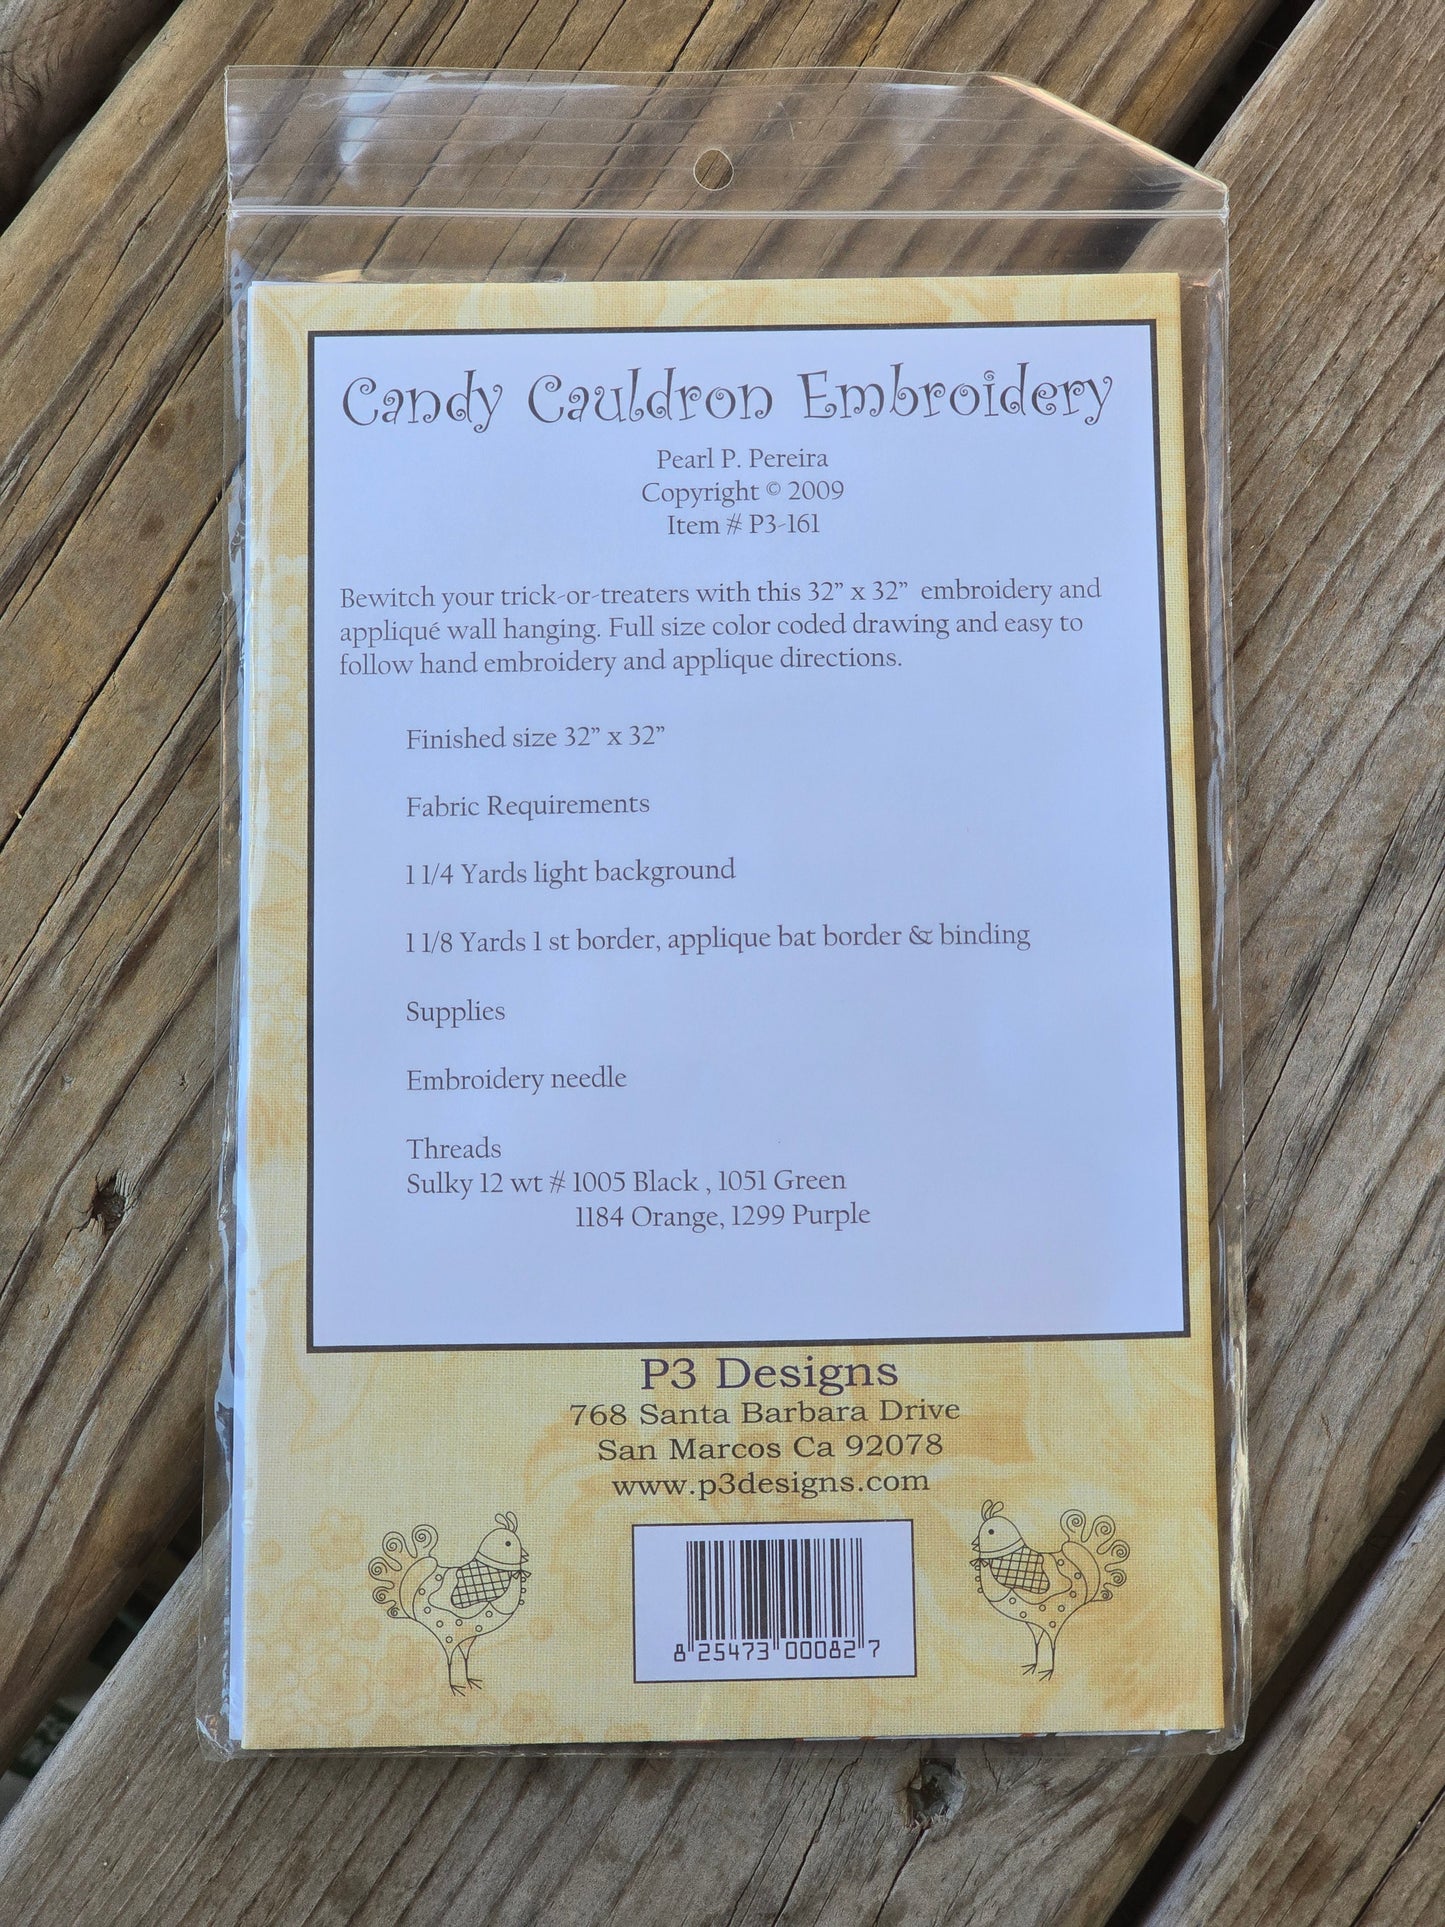 Candy Cauldron Embroidery
Pearl P. Pereira
Copyright © 2009
Item # P3-161
Bewitch your trick-or-treaters with this 32” x 32” embroidery and
appliqué wall hanging. Full size color coded drawing and easy to
follow hand embroidery and applique directions.
Finished size 32” x 32”
Fabric Requirements
1 1/4 Yards light background
1 1/8 Yards 1 st border, applique bat border & binding
Supplies
Embroidery needle
Threads
Sulky 12 wt # 1005 Black , 1051 Green
1184 Orange, 1299 Purple
P3 Designs
768 Santa Barbara Drive
San Marcos Ca 92078
www.p3designs.com
8 25473 00082 7